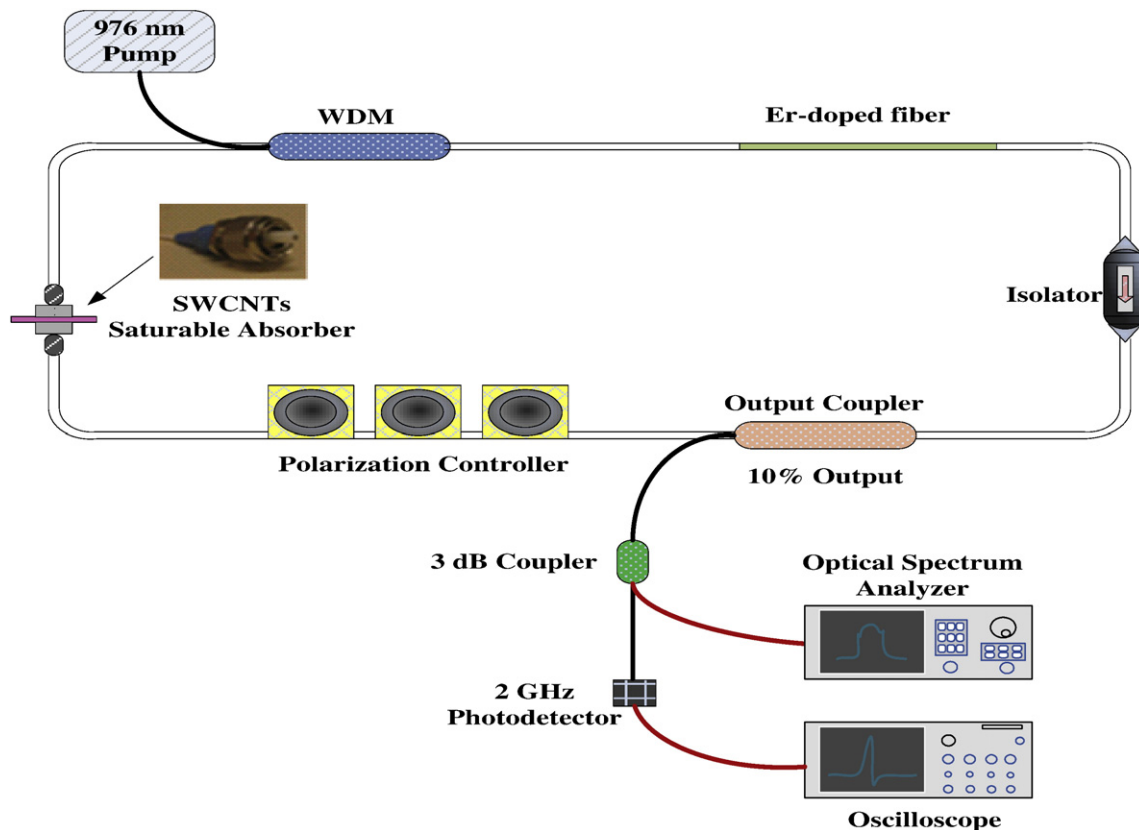 976 nm
Pump
WDM
Er-doped fiber
SWCNTs
Saturable Absorber
Isolator
Polarization Controller
Output Coupler
10% Output
3 dB Coupler
Optical Spectrum
Analyzer
2 GHz
Photodetector
Oscilloscope